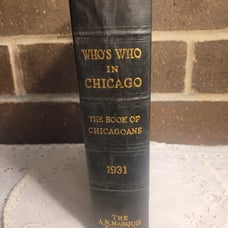 WHO'S WHO
IN
CHICAGO
THE BOOK OF
CHICAGOANS
1931
THE
A.N. MARQUIS